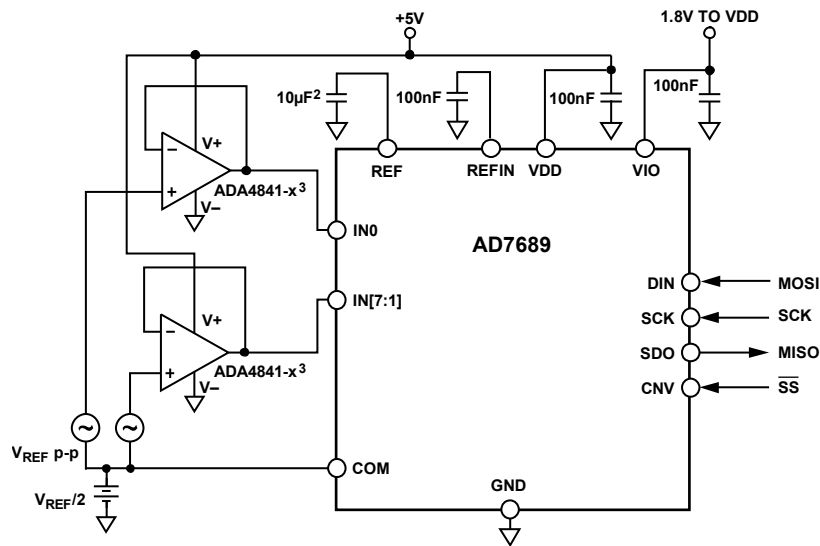 +5V
1.8V TO VDD
10µF²
100nF
100nF
100nF
V+
ADA4841-x³
V–
REF
REFIN
VDD
VIO
IN0
AD7689
IN[7:1]
V+
ADA4841-x³
V–
DIN
MOSI
SCK
SCK
SDO
MISO
CNV
S̅S̅
VREF p-p
COM
VREF/2
GND